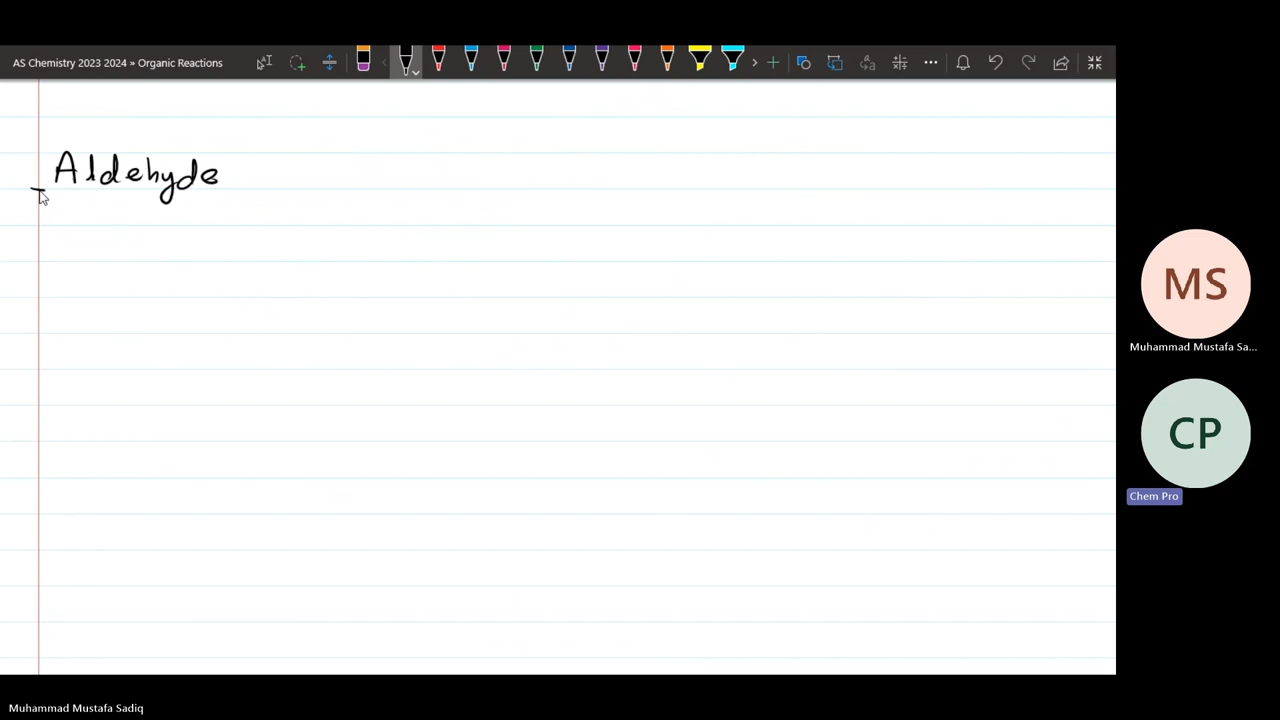 AS Chemistry 2023 2024 » Organic Reactions
Aldehyde
MS
Muhammad Mustafa Sa...
CP
Chem Pro
Muhammad Mustafa Sadiq